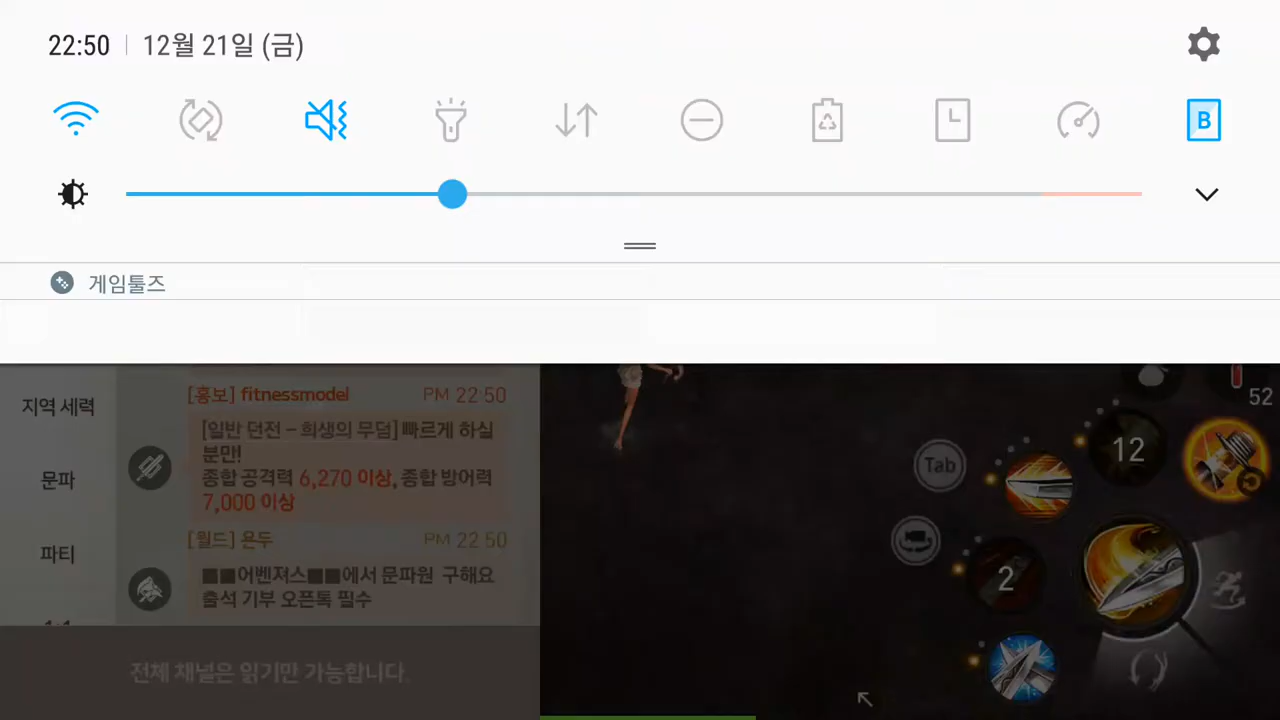 22:50 12월 21일 (금)
B
게임툴즈
지역 세력
문파
파티
[홍보] fitnessmodel PM 22:50
[일반 던전 - 희생의 무덤] 빠르게 하실
분만!
종합 공격력 6,270 이상, 종합 방어력
7,000 이상
[월드] 욘두 PM 22:50
■■어벤져스■■에서 문파원 구해요
출석 기부 오픈톡 필수
전체 채널은 읽기만 가능합니다.
52
12
Tab
2